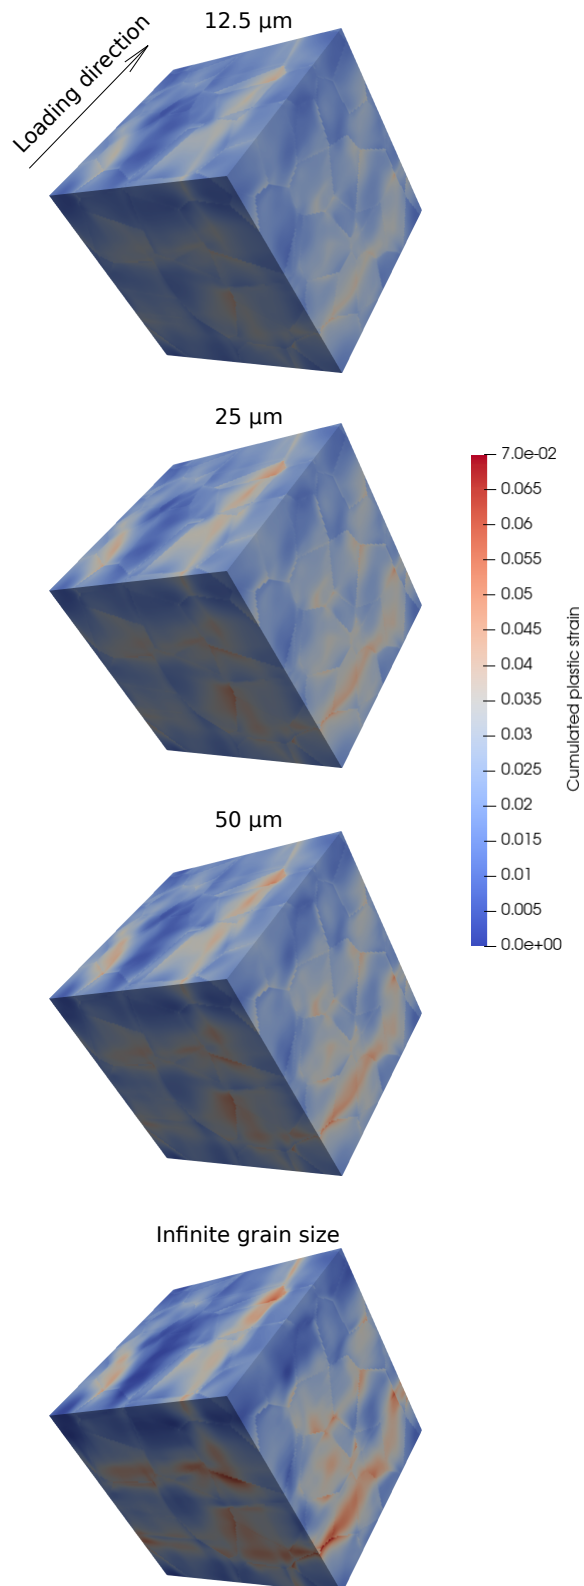 12.5 μm
Loading direction
25 μm
7.0e-02
0.065
0.06
0.055
0.05
0.045
0.04
0.035
0.03
0.025
0.02
0.015
0.01
0.005
0.0e+00
Cumulated plastic strain
50 μm
Infinite grain size